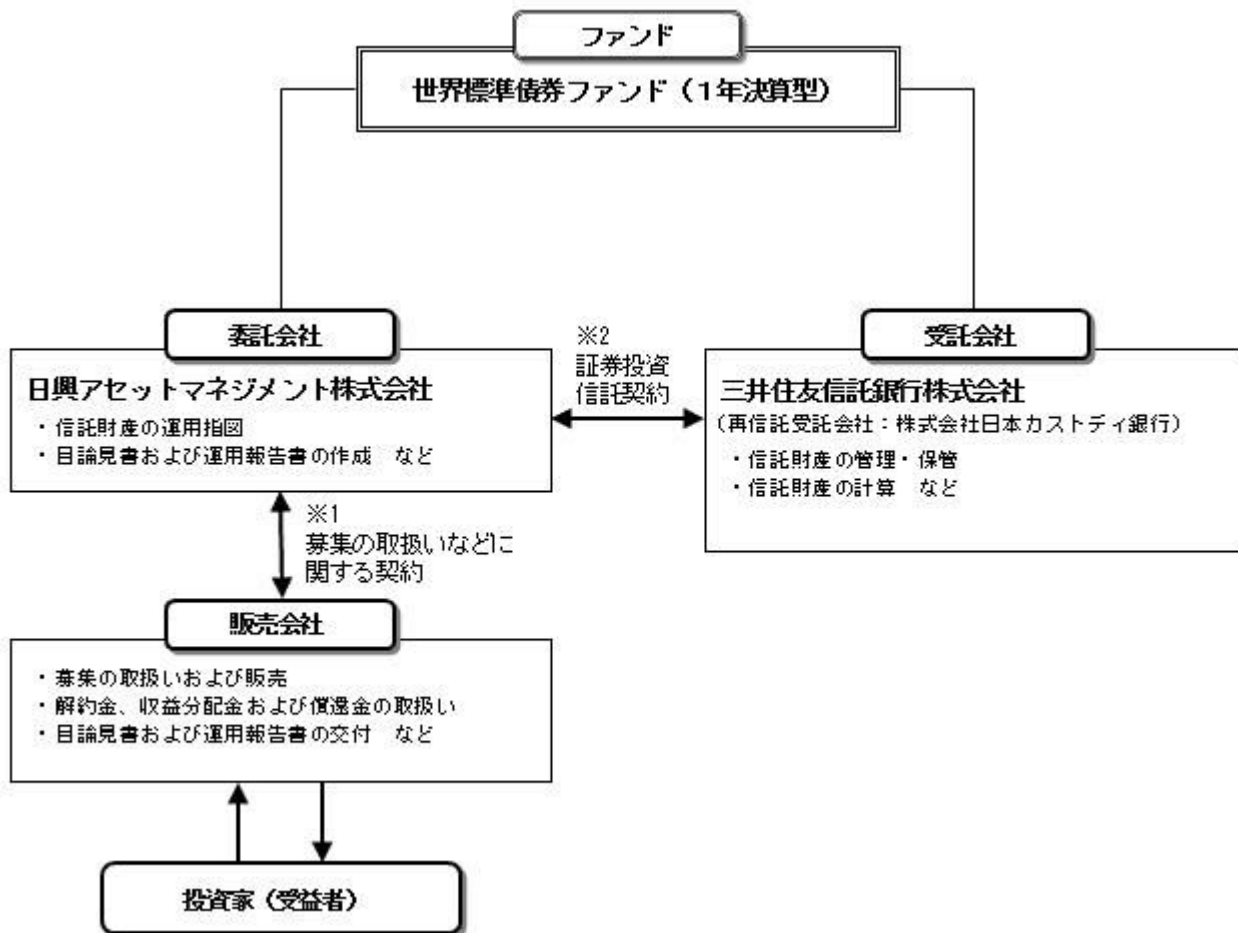 ファンド
世界標準債券ファンド（１年決算型）
委託会社
日興アセットマネジメント株式会社
・信託財産の運用指図
・目論見書および運用報告書の作成　など
※2
証券投資
信託契約
受託会社
三井住友信託銀行株式会社
（再信託受託会社：株式会社日本カストディ銀行）
・信託財産の管理・保管
・信託財産の計算　など
※1
募集の取扱いなどに
関する契約
販売会社
・募集の取扱いおよび販売
・解約金、収益分配金および償還金の取扱い
・目論見書および運用報告書の交付　など
投資家（受益者）